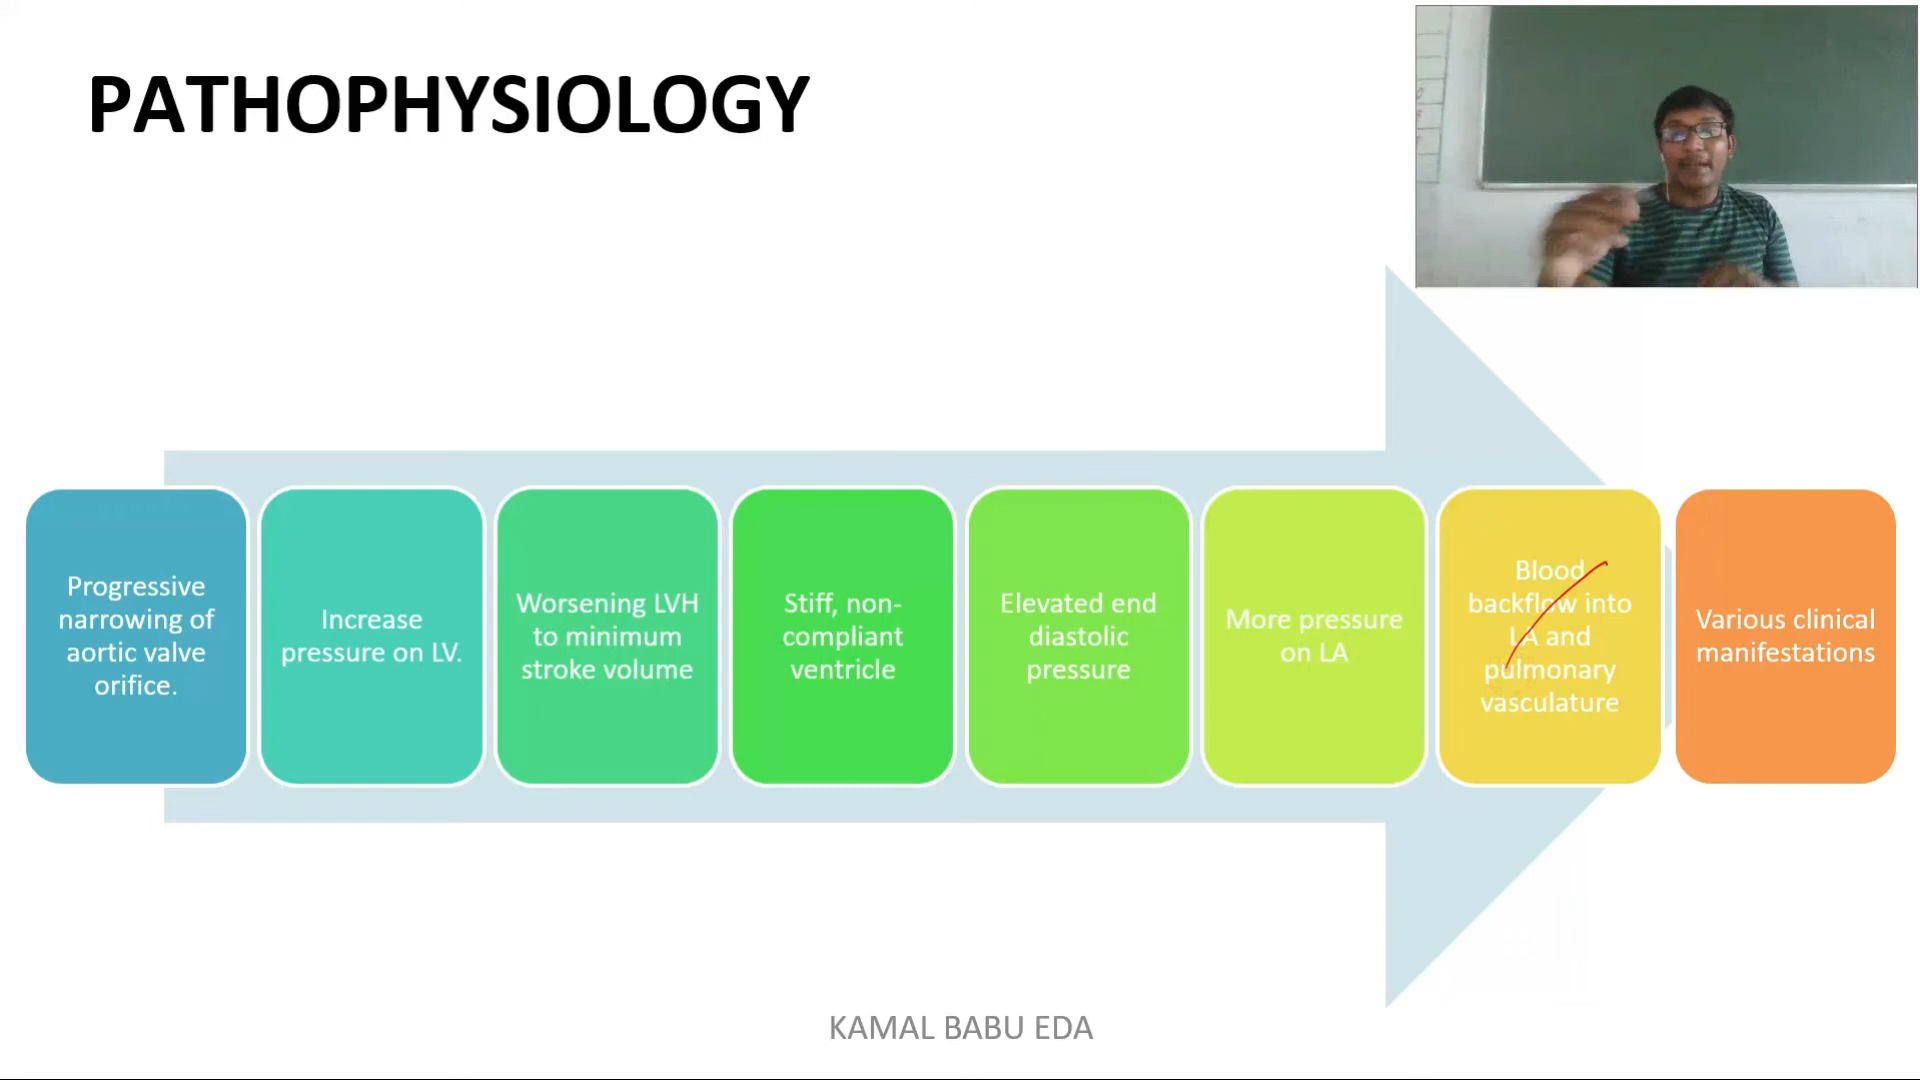 PATHOPHYSIOLOGY
Progressive
narrowing of
aortic valve
orifice.
Increase
pressure on LV.
Worsening LVH
to minimum
stroke volume
Stiff, non-
compliant
ventricle
Elevated end
diastolic
pressure
More pressure
on LA
Blood
backflow into
LA and
pulmonary
vasculature
Various clinical
manifestations
KAMAL BABU EDA